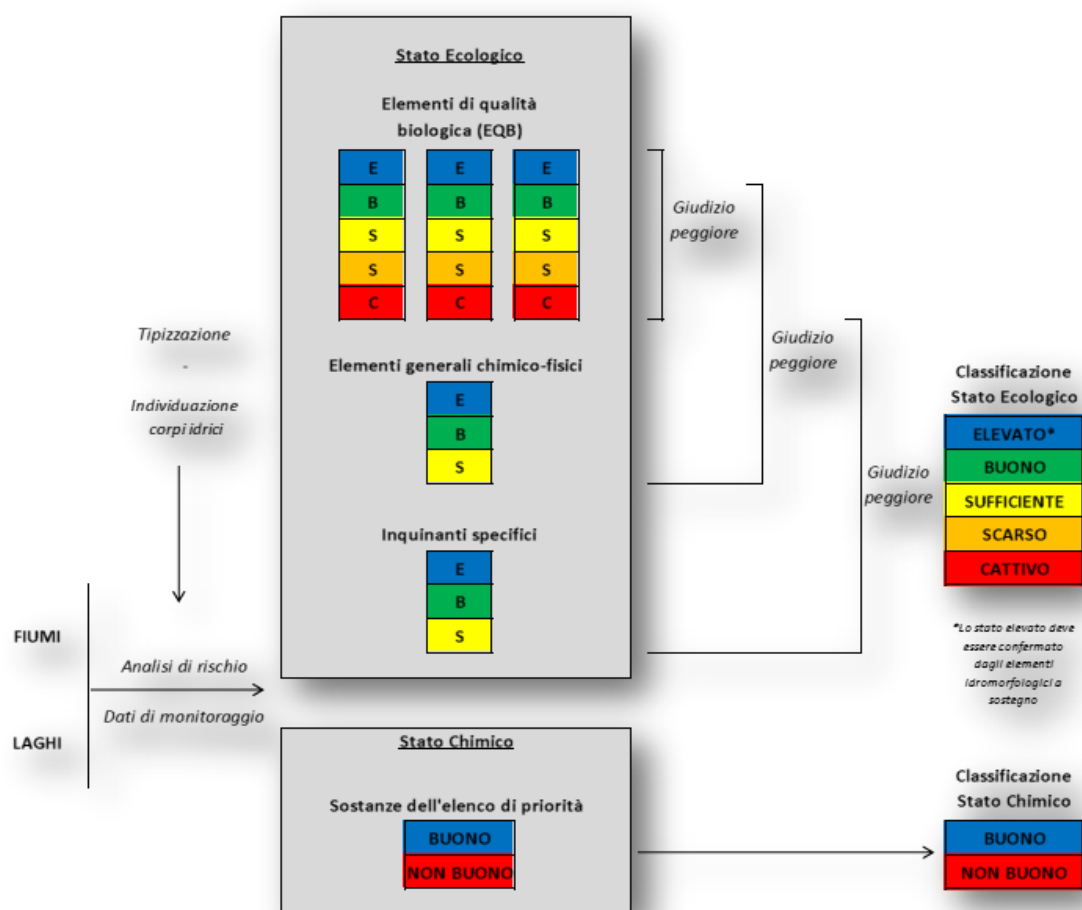 Stato Ecologico
Elementi di qualità
biologica (EQB)
E E E
B B B
S S S
S S S
C C C
Giudizio
peggiore
Tipizzazione
-
Individuazione
corpi idrici
Elementi generali chimico-fisici
E
B
S
Giudizio
peggiore
Inquinanti specifici
E
B
S
Giudizio
peggiore
Classificazione
Stato Ecologico
ELEVATO*
BUONO
SUFFICIENTE
SCARSO
CATTIVO
*Lo stato elevato deve
essere confermato
dagli elementi
idromorfologici a
sostegno
FIUMI
LAGHI
Analisi di rischio
Dati di monitoraggio
Stato Chimico
Sostanze dell'elenco di priorità
BUONO
NON BUONO
Classificazione
Stato Chimico
BUONO
NON BUONO